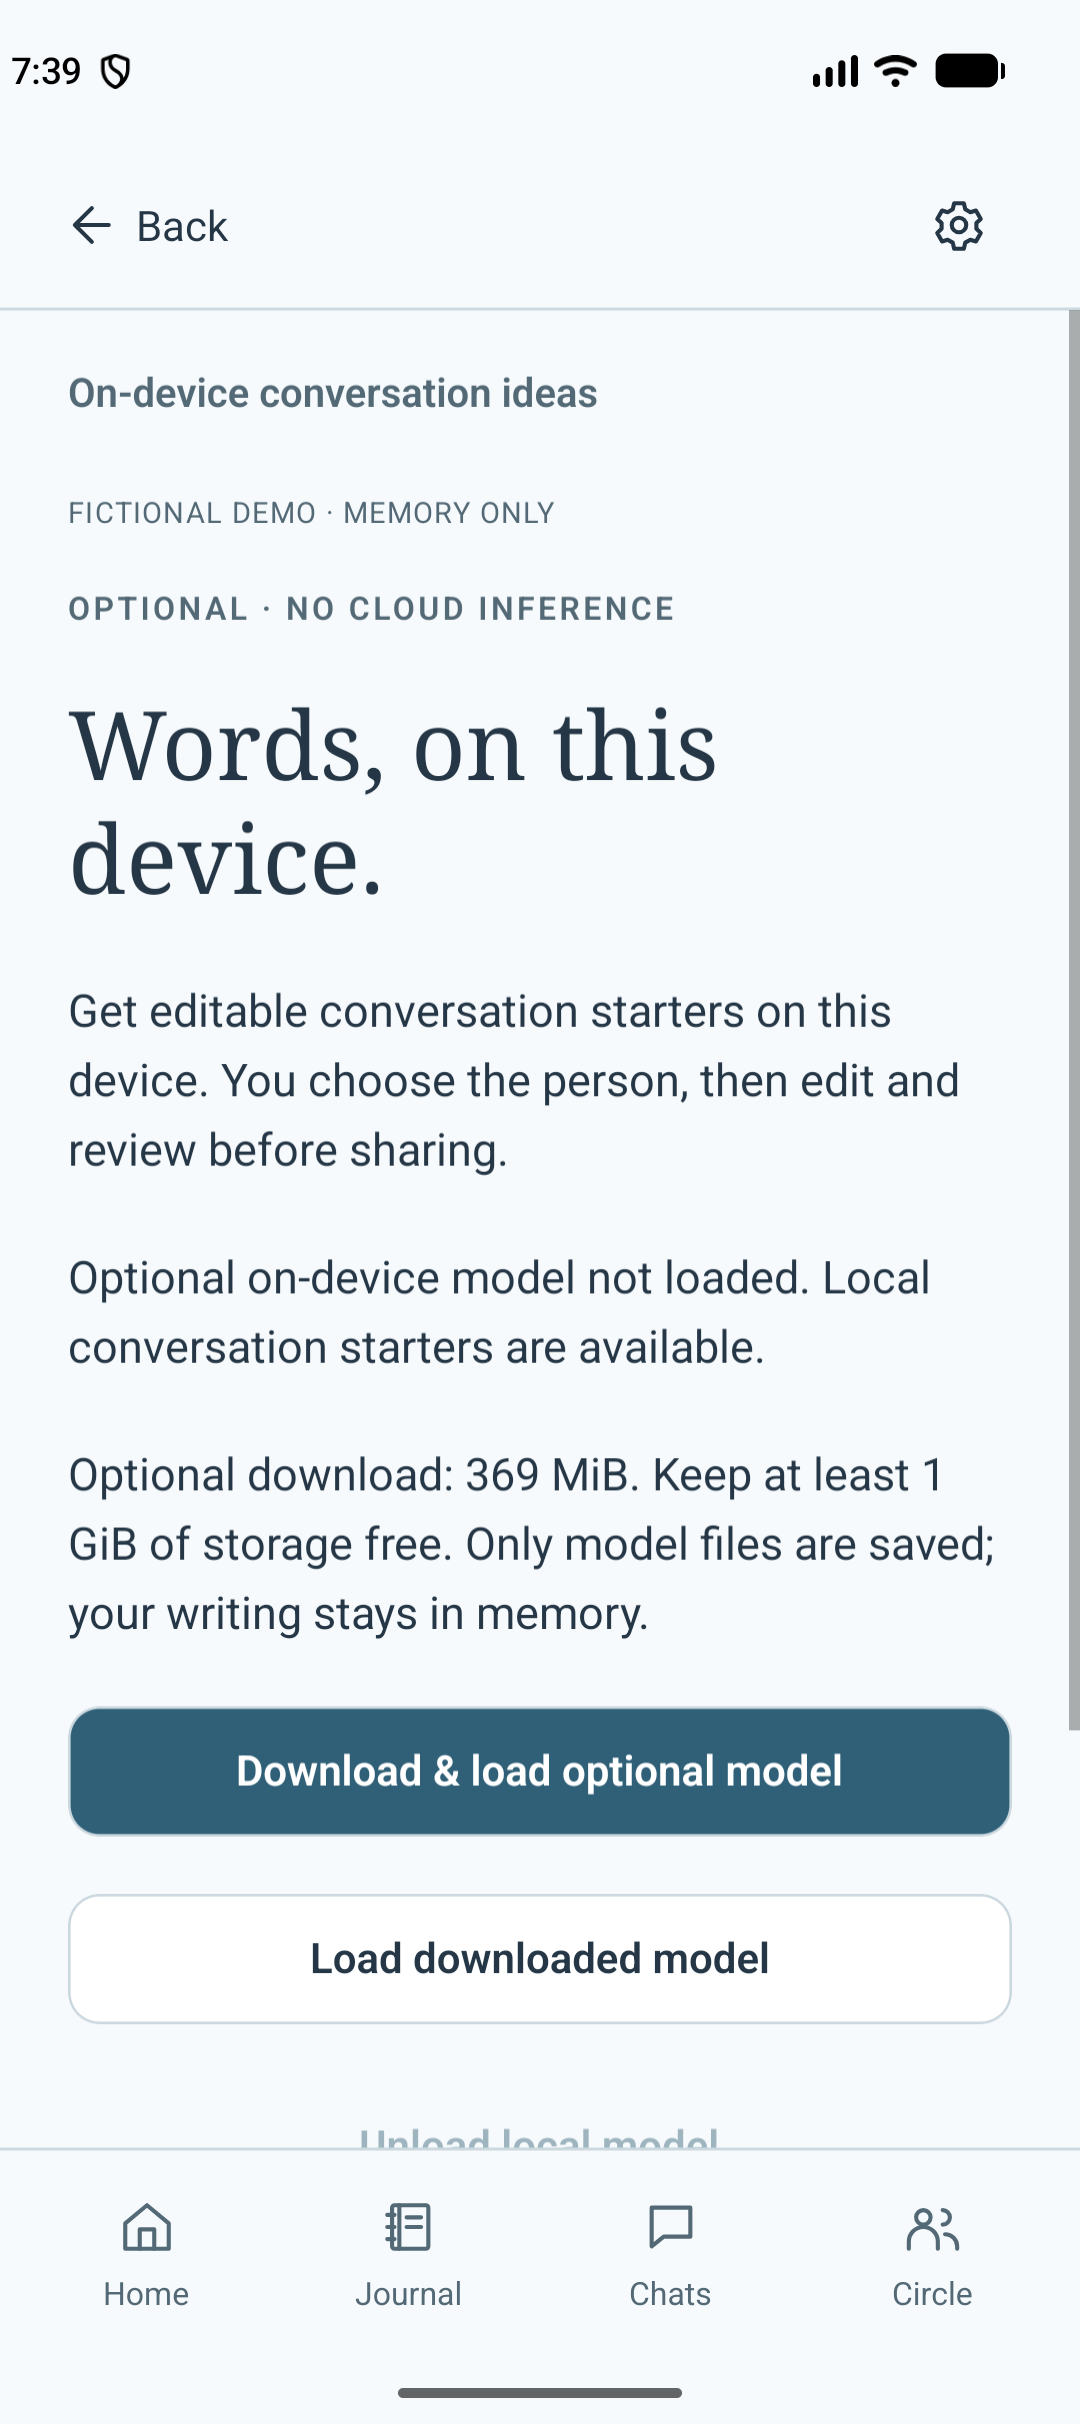 7:39
Back
On-device conversation ideas
FICTIONAL DEMO · MEMORY ONLY
OPTIONAL · NO CLOUD INFERENCE
Words, on this
device.
Get editable conversation starters on this
device. You choose the person, then edit and
review before sharing.
Optional on-device model not loaded. Local
conversation starters are available.
Optional download: 369 MiB. Keep at least 1
GiB of storage free. Only model files are saved;
your writing stays in memory.
Download & load optional model
Load downloaded model
Unload local model
Home
Journal
Chats
Circle